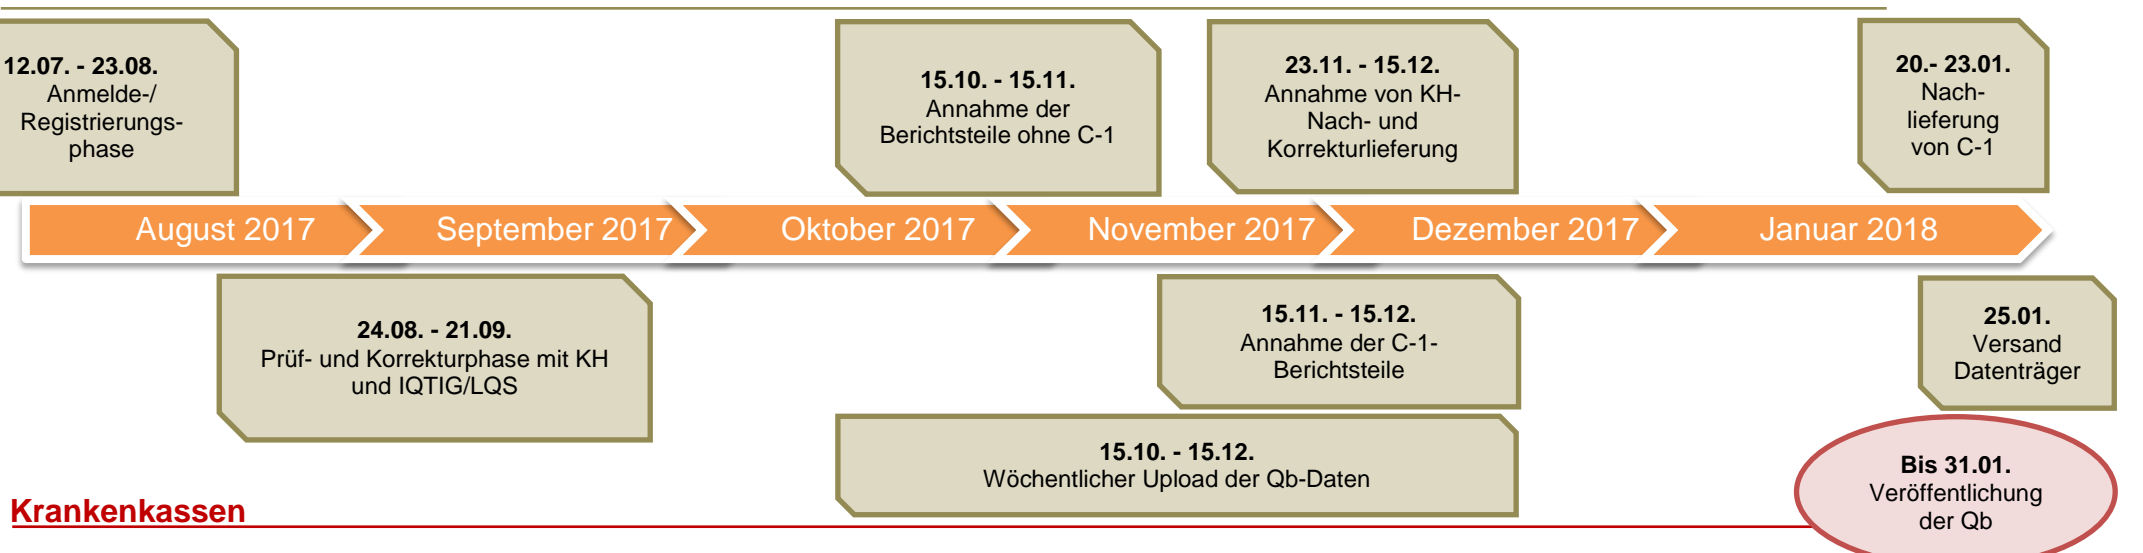 12.07. - 23.08.
Anmelde-/
Registrierungs-
phase
15.10. - 15.11.
Annahme der
Berichtsteile ohne C-1
23.11. - 15.12.
Annahme von KH-
Nach- und
Korrekturlieferung
20.- 23.01.
Nach-
lieferung
von C-1
August 2017
September 2017
Oktober 2017
November 2017
Dezember 2017
Januar 2018
24.08. - 21.09.
Prüf- und Korrekturphase mit KH
und IQTIG/LQS
15.11. - 15.12.
Annahme der C-1-
Berichtsteile
25.01.
Versand
Datenträger
15.10. - 15.12.
Wöchentlicher Upload der Qb-Daten
Bis 31.01.
Veröffentlichung
der Qb
Krankenkassen